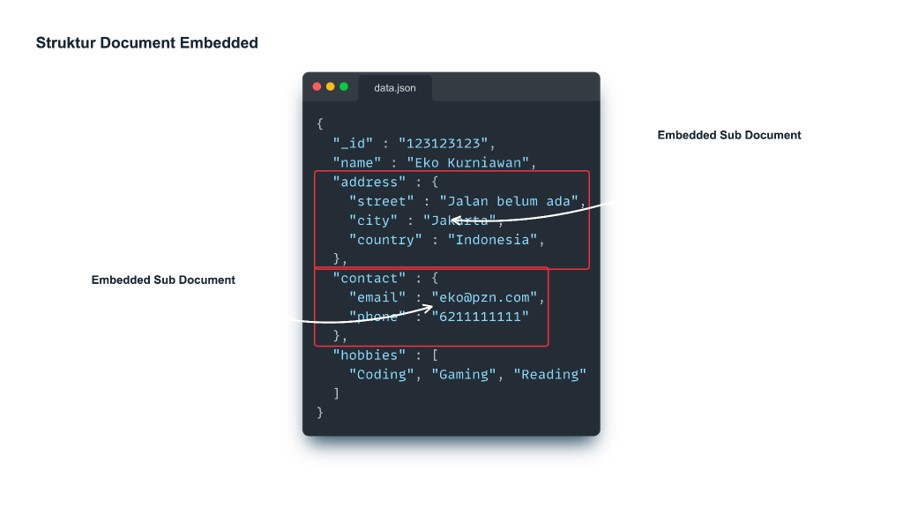 Struktur Document Embedded
data.json
{
"_id" : "123123123",
"name" : "Eko Kurniawan",
"address" : {
"street" : "Jalan belum ada",
"city" : "Jakarta",
"country" : "Indonesia",
},
"contact" : {
"email" : "eko@pzn.com",
"phone" : "6211111111"
},
"hobbies" : [
"Coding", "Gaming", "Reading"
]
}
Embedded Sub Document
Embedded Sub Document